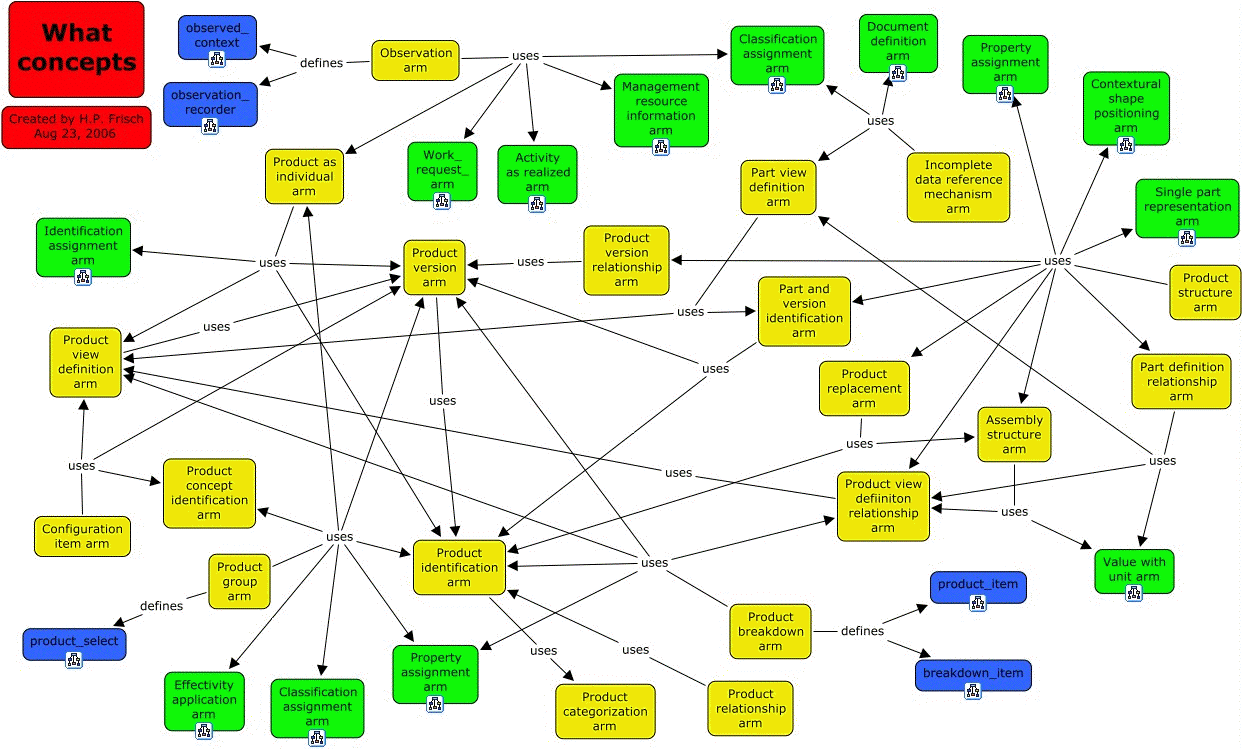 What
concepts
Created by H.P. Frisch
Aug 23, 2006
observed_
context
observation_
recorder
defines
Observation
arm
uses
Classification
assignment
arm
Document
definition
arm
Property
assignment
arm
Contextural
shape
positioning
arm
Management
resource
information
arm
uses
Product as
individual
arm
Work_
request_
arm
Activity
as realized
arm
Part view
definition
arm
Incomplete
data reference
mechanism
arm
Single part
representation
arm
Identification
assignment
arm
uses
Product
version
arm
uses
Product
version
relationship
arm
uses
Product
structure
arm
Part and
version
identification
arm
uses
uses
Product
view
definition
arm
uses
Product
replacement
arm
Part definition
relationship
arm
uses
Assembly
structure
arm
uses
uses
uses
uses
Product
concept
identification
arm
Product view
defiiniton
relationship
arm
uses
Configuration
item arm
uses
Product
identification
arm
uses
Value with
unit arm
Product
group
arm
defines
product_select
product_item
Product
breakdown
arm
defines
breakdown_item
uses
uses
Effectivity
application
arm
Classification
assignment
arm
Property
assignment
arm
Product
categorization
arm
Product
relationship
arm